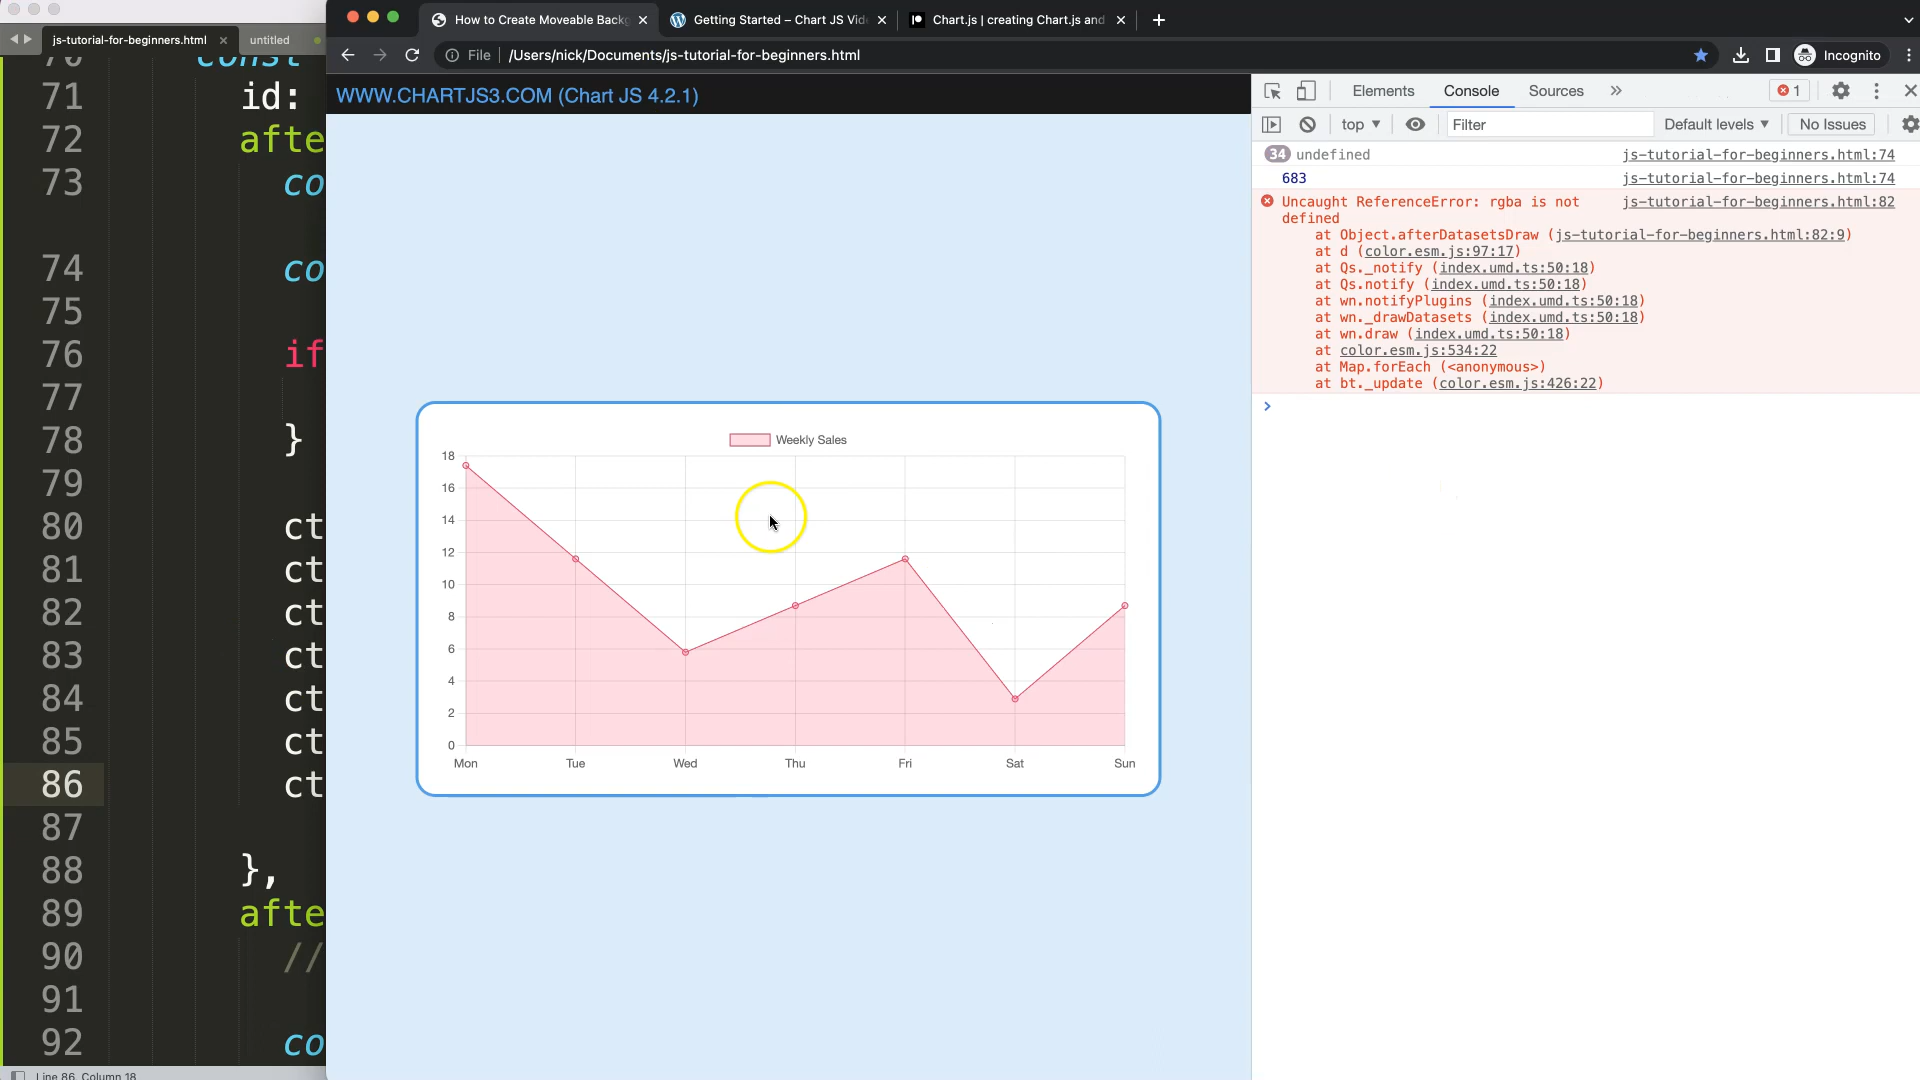 How to Create Moveable Backg
Getting Started – Chart JS Vid
Chart.js | creating Chart.js and
js-tutorial-for-beginners.html
untitled
File
/Users/nick/Documents/js-tutorial-for-beginners.html
Incognito
WWW.CHARTJS3.COM (Chart JS 4.2.1)
Elements
Console
Sources
1
top
Filter
Default levels
No Issues
34 undefined
js-tutorial-for-beginners.html:74
683
js-tutorial-for-beginners.html:74
Uncaught ReferenceError: rgba is not
js-tutorial-for-beginners.html:82
defined
at Object.afterDatasetsDraw (js-tutorial-for-beginners.html:82:9)
at d (color.esm.js:97:17)
at Qs._notify (index.umd.ts:50:18)
at Qs.notify (index.umd.ts:50:18)
at wn.notifyPlugins (index.umd.ts:50:18)
at wn._drawDatasets (index.umd.ts:50:18)
at wn.draw (index.umd.ts:50:18)
at color.esm.js:534:22
at Map.forEach (<anonymous>)
at bt._update (color.esm.js:426:22)
>
70 const
71 id:
72 afte
73 co
74 co
75
76 if
77
78 }
79
80 ct
81 ct
82 ct
83 ct
84 ct
85 ct
86 ct
87
88 },
89 afte
90 //
91
92 co
Line 86, Column 18
Weekly Sales
18
16
14
12
10
8
6
4
2
0
Mon Tue Wed Thu Fri Sat Sun